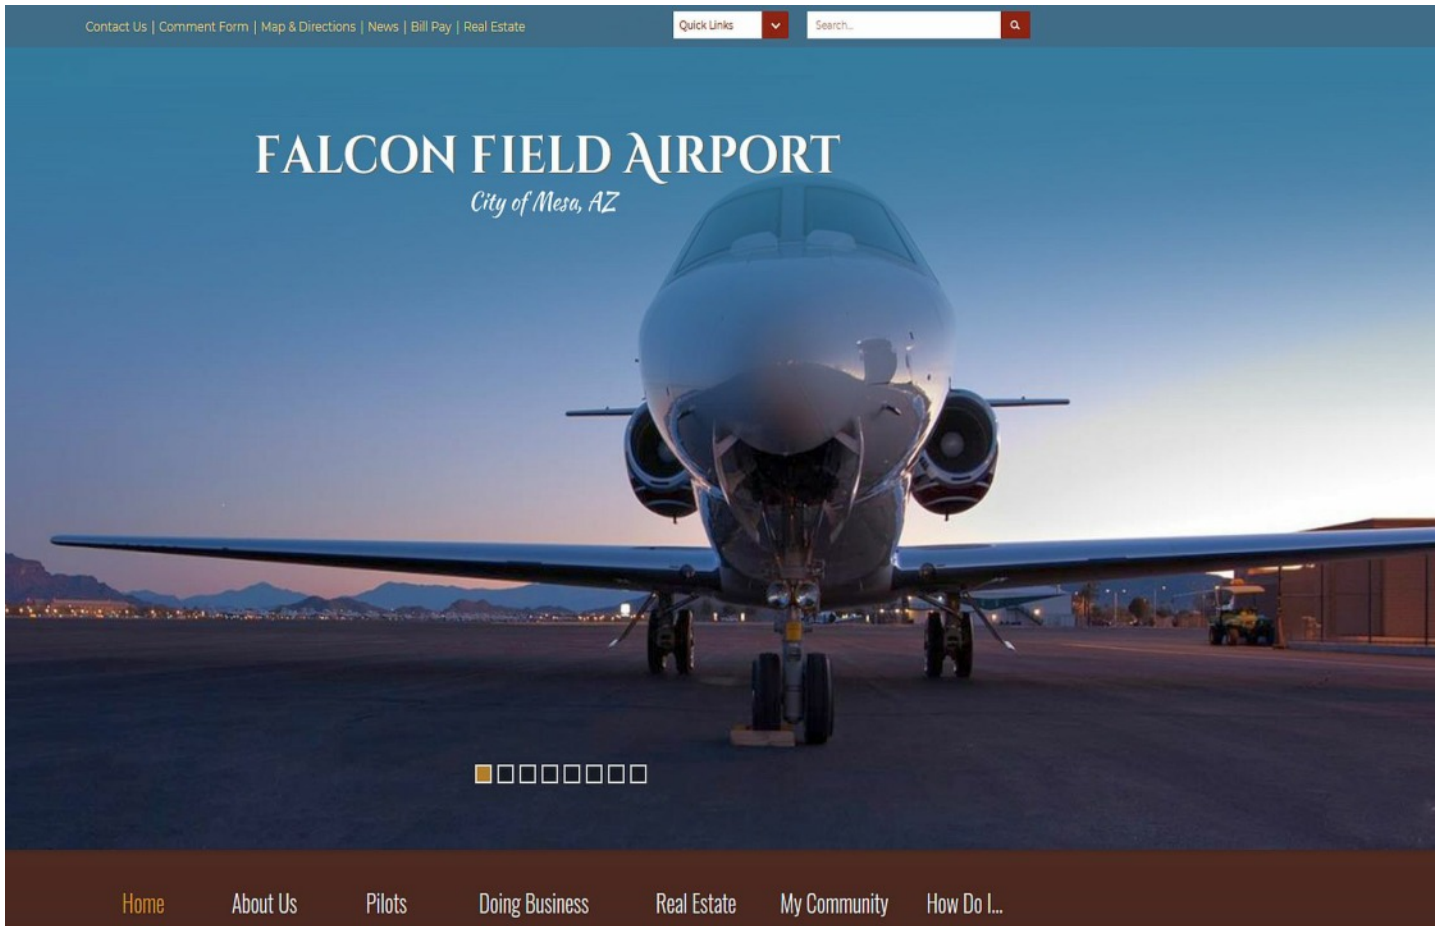 Contact Us | Comment Form | Map & Directions | News | Bill Pay | Real Estate
Quick Links
Search...
FALCON FIELD AIRPORT
City of Mesa, AZ
Home About Us Pilots Doing Business Real Estate My Community How Do I...